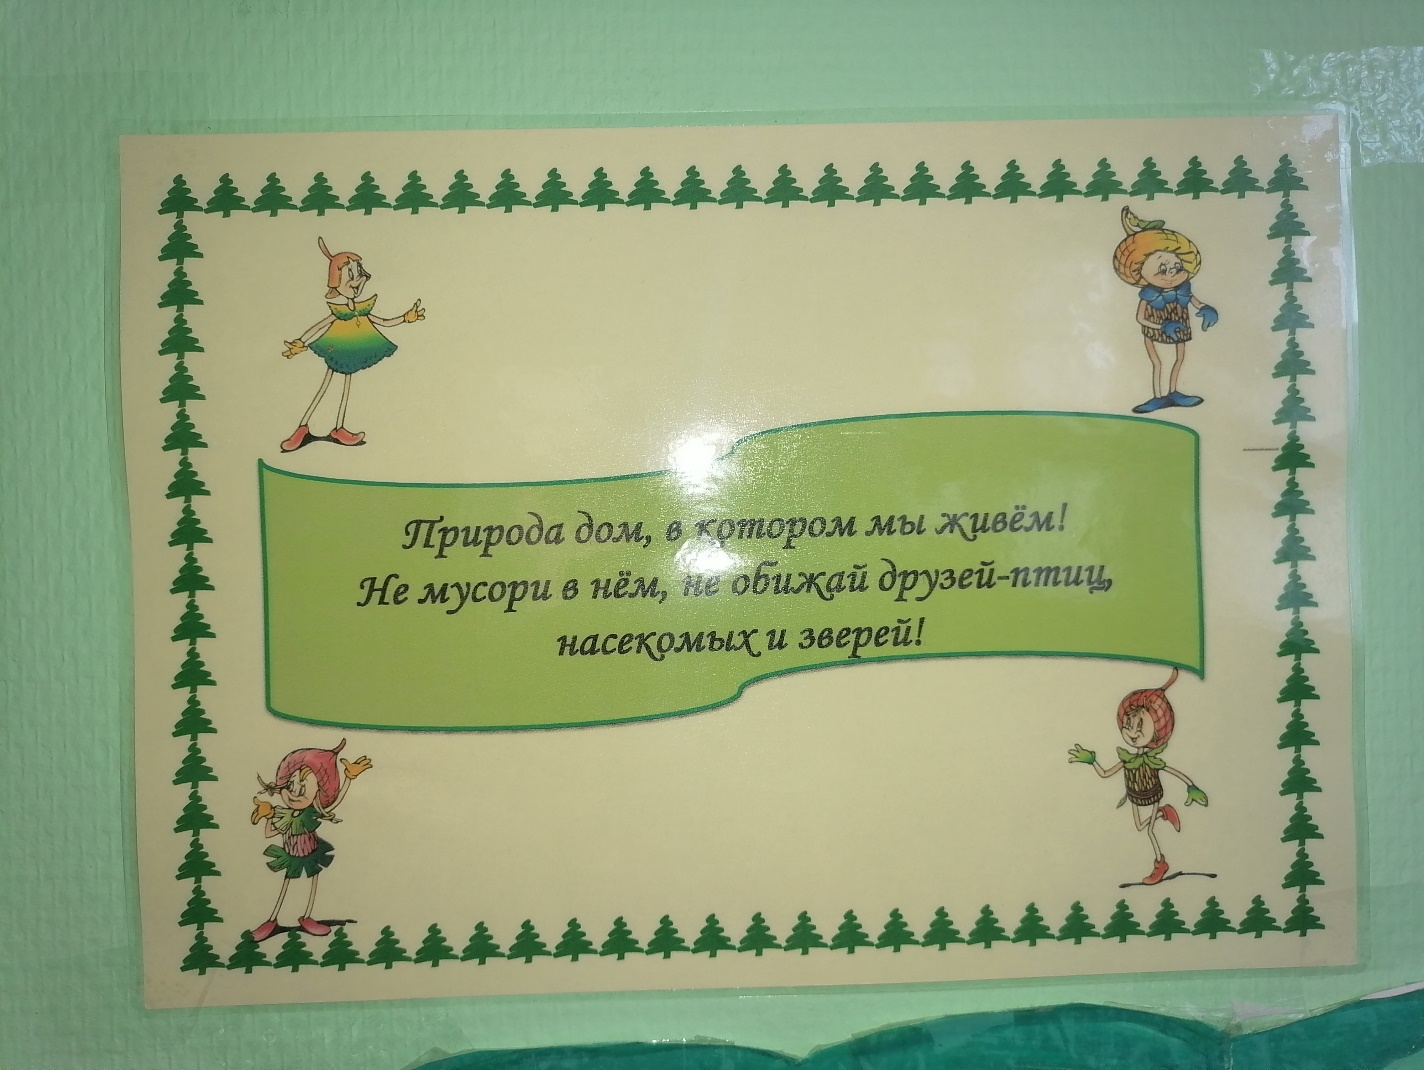 Природа дом, в котором мы живём!
Не мусори в нём, не обижай друзей-птиц,
насекомых и зверей!